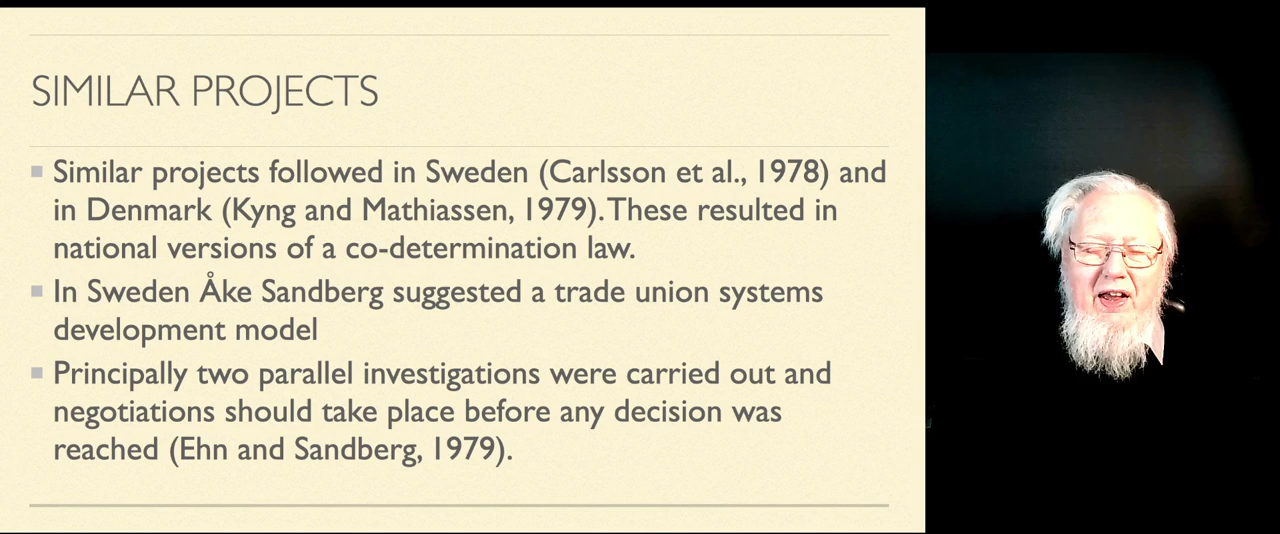 SIMILAR PROJECTS
Similar projects followed in Sweden (Carlsson et al., 1978) and
in Denmark (Kyng and Mathiassen, 1979). These resulted in
national versions of a co-determination law.
In Sweden Åke Sandberg suggested a trade union systems
development model
Principally two parallel investigations were carried out and
negotiations should take place before any decision was
reached (Ehn and Sandberg, 1979).